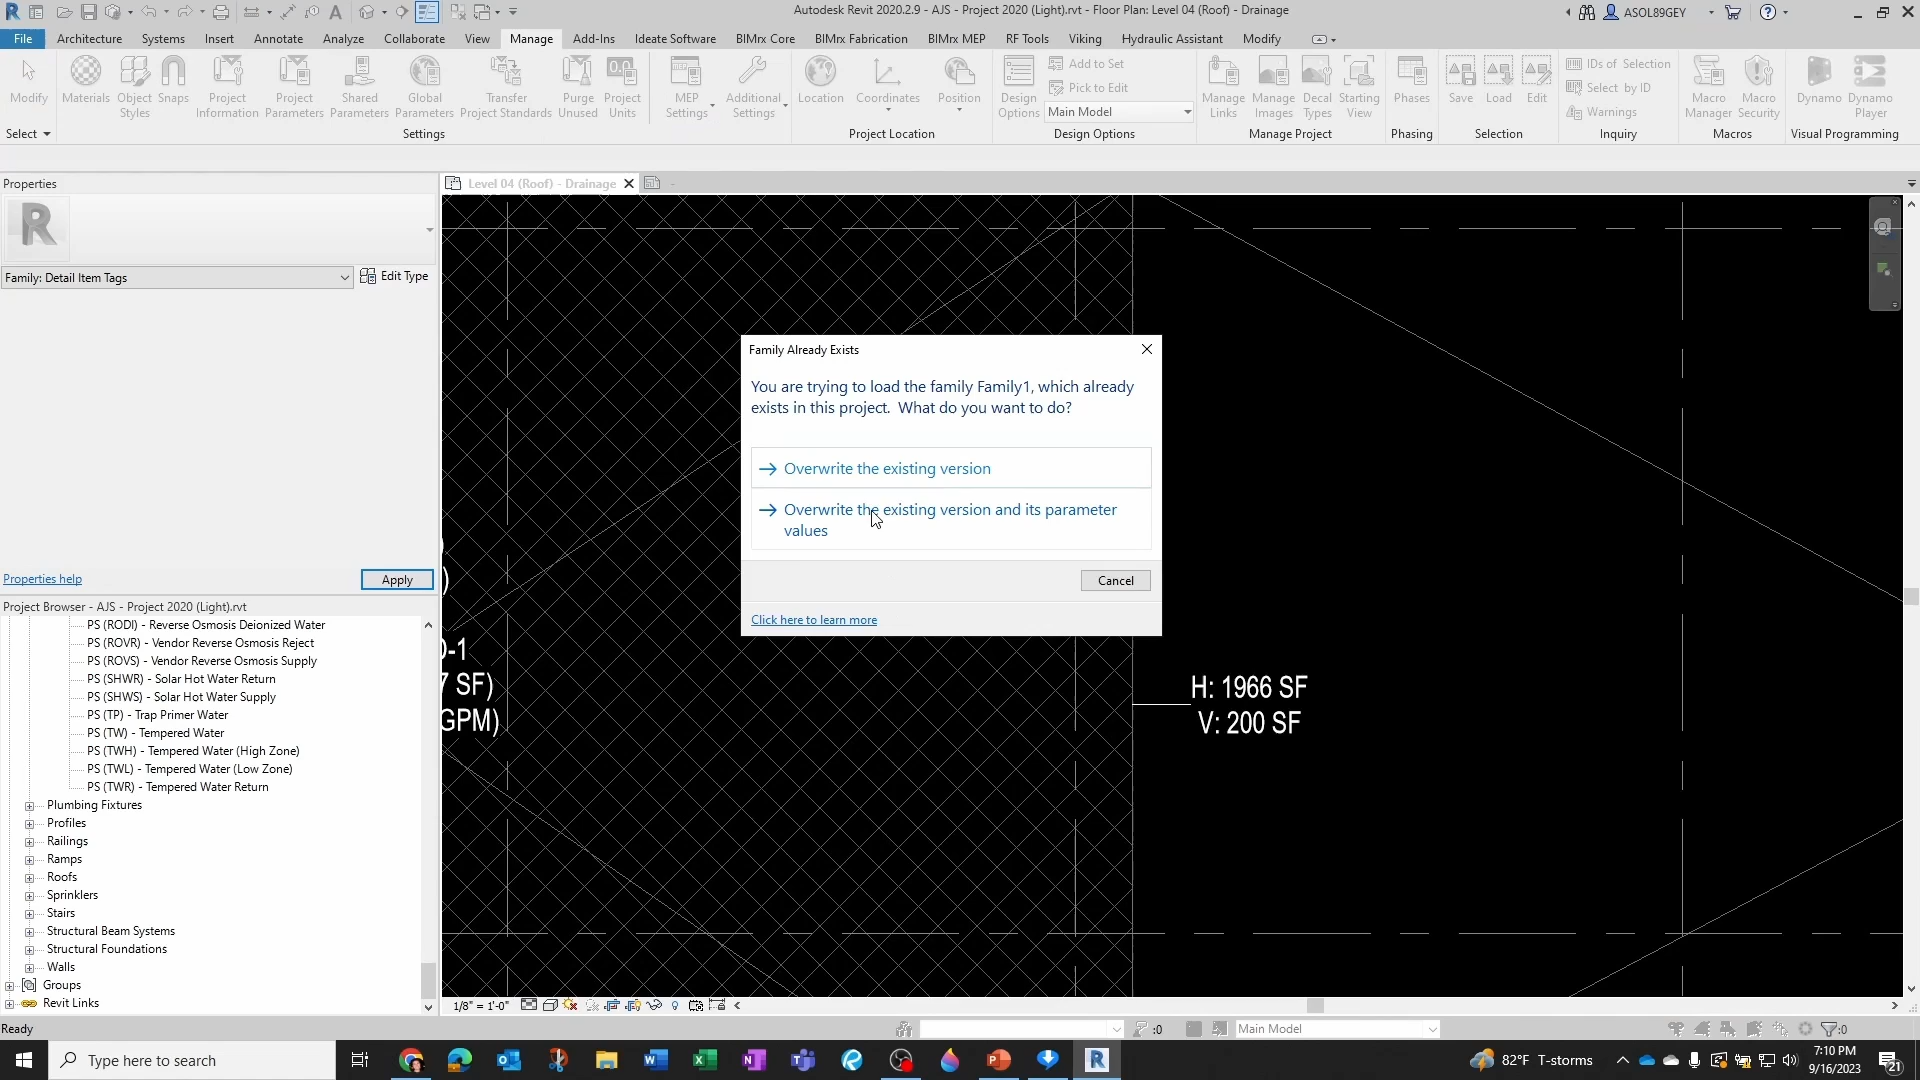 Autodesk Revit 2020.2.9 - AJS - Project 2020 (Light).rvt - Floor Plan: Level 04 (Roof) - Drainage
ASOL89GEY
File Architecture Systems Insert Annotate Analyze Collaborate View Manage Add-Ins Ideate Software BIMrx Core BIMrx Fabrication BIMrx MEP RF Tools Viking Hydraulic Assistant Modify
Modify
Materials
Object Styles
Snaps
Project Information
Project Parameters
Shared Parameters
Global Parameters
Transfer Project Standards
Purge Unused
Project Units
MEP Settings
Additional Settings
Location
Coordinates
Position
Design Options
Add to Set
Pick to Edit
Main Model
Manage Links
Manage Images
Decal Types
Starting View
Phases
Save
Load
Edit
IDs of Selection
Select by ID
Warnings
Macro Manager
Macro Security
Dynamo
Dynamo Player
Select Settings Project Location Design Options Manage Project Phasing Selection Inquiry Macros Visual Programming
Properties
Level 04 (Roof) - Drainage
Family: Detail Item Tags
Edit Type
Properties help
Apply
Project Browser - AJS - Project 2020 (Light).rvt
PS (RODI) - Reverse Osmosis Deionized Water
PS (ROVR) - Vendor Reverse Osmosis Reject
PS (ROVS) - Vendor Reverse Osmosis Supply
PS (SHWR) - Solar Hot Water Return
PS (SHWS) - Solar Hot Water Supply
PS (TP) - Trap Primer Water
PS (TW) - Tempered Water
PS (TWH) - Tempered Water (High Zone)
PS (TWL) - Tempered Water (Low Zone)
PS (TWR) - Tempered Water Return
Plumbing Fixtures
Profiles
Railings
Ramps
Roofs
Sprinklers
Stairs
Structural Beam Systems
Structural Foundations
Walls
Groups
Revit Links
Family Already Exists
You are trying to load the family Family1, which already
exists in this project. What do you want to do?
Overwrite the existing version
Overwrite the existing version and its parameter
values
Cancel
Click here to learn more
-1
SF)
GPM)
H: 1966 SF
V: 200 SF
1/8" = 1'-0"
Ready
:0
Main Model
:0
Type here to search
82°F T-storms
7:10 PM
9/16/2023
21